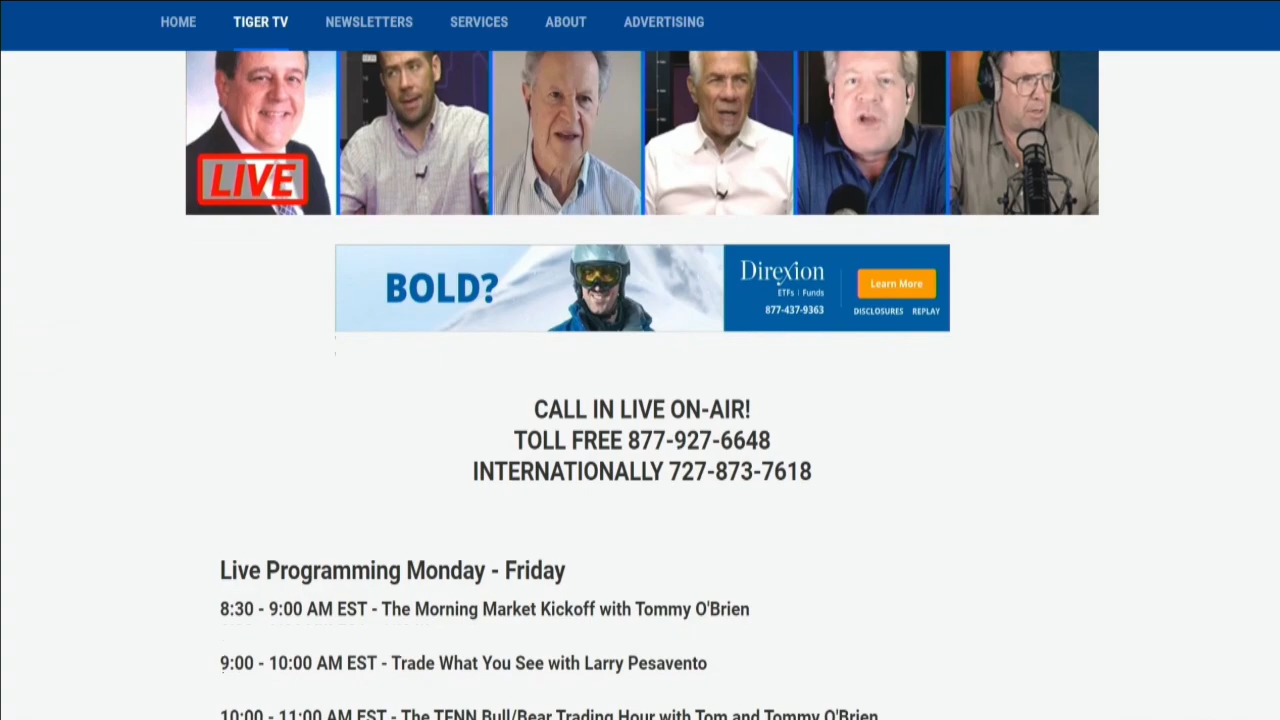 HOME TIGER TV NEWSLETTERS SERVICES ABOUT ADVERTISING
LIVE
BOLD?
Direxion
ETFs | Funds
877-437-9363
Learn More
DISCLOSURES REPLAY
CALL IN LIVE ON-AIR!
TOLL FREE 877-927-6648
INTERNATIONALLY 727-873-7618
Live Programming Monday - Friday
8:30 - 9:00 AM EST - The Morning Market Kickoff with Tommy O'Brien
9:00 - 10:00 AM EST - Trade What You See with Larry Pesavento
10:00 - 11:00 AM EST - The TFNN Bull/Bear Trading Hour with Tom and Tommy O'Brien